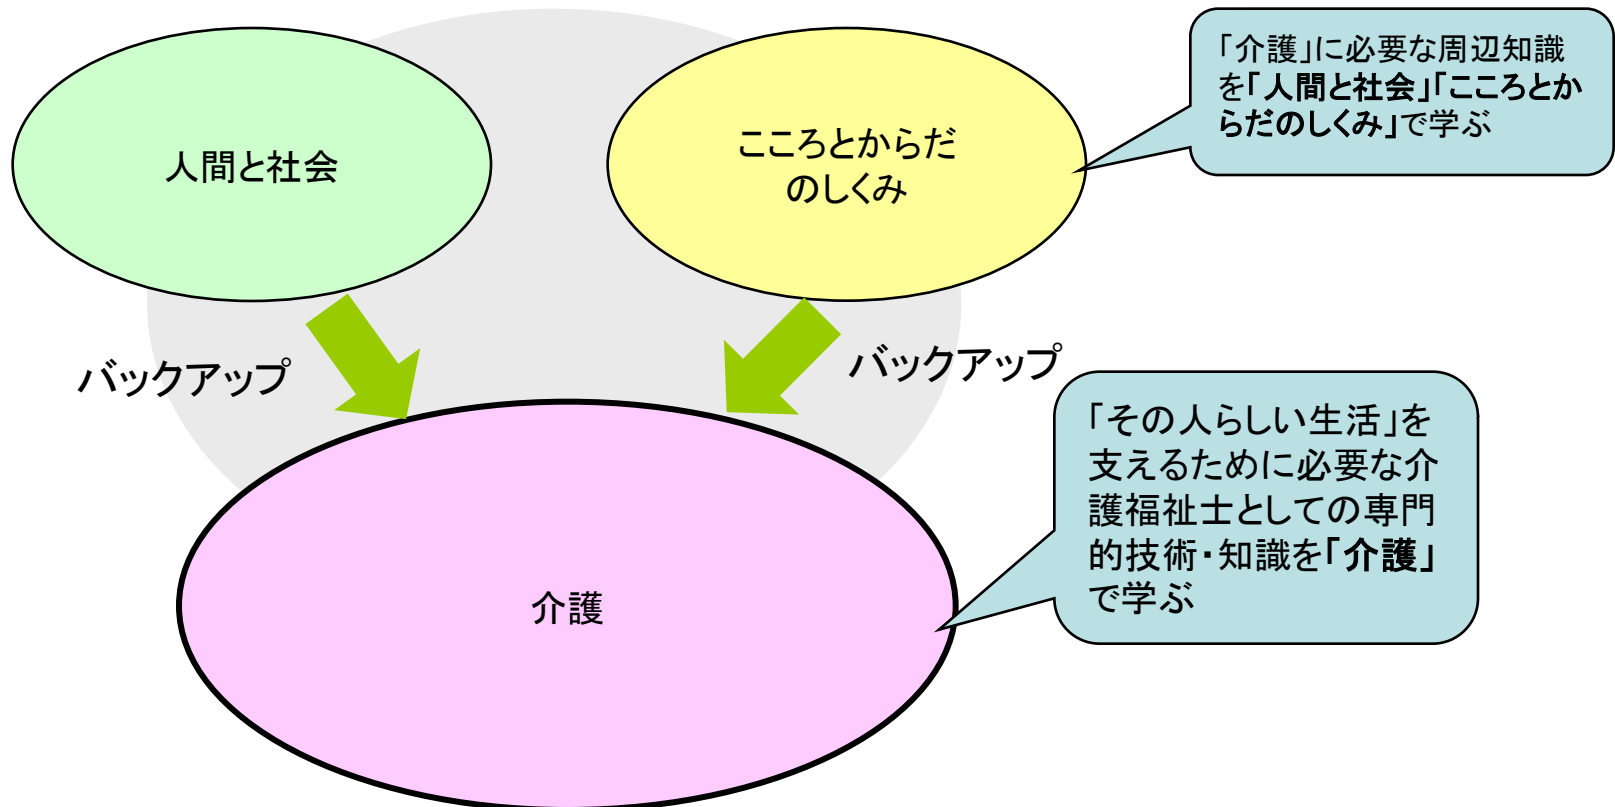 人間と社会
こころとからだ
のしくみ
「介護」に必要な周辺知識
を「人間と社会」「こころとか
らだのしくみ」で学ぶ
バックアップ
バックアップ
「その人らしい生活」を
支えるために必要な介
護福祉士としての専門
的技術・知識を「介護」
で学ぶ
介護